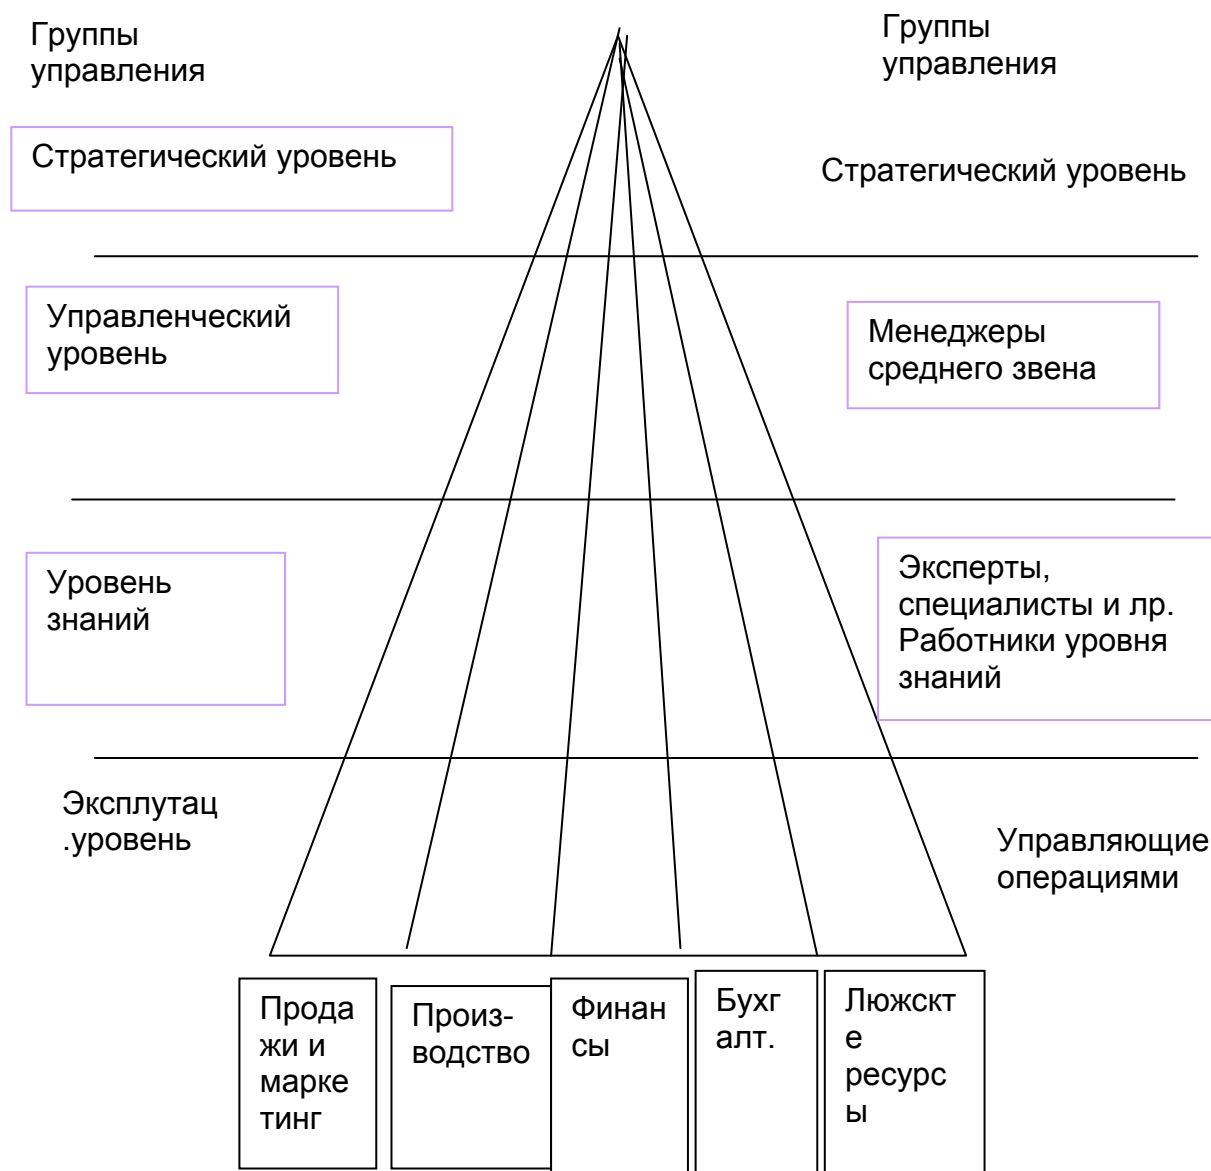 Группы
управления
Группы
управления
Стратегический уровень
Стратегический уровень
Управленческий
уровень
Менеджеры
среднего звена
Уровень
знаний
Эксперты,
специалисты и лр.
Работники уровня
знаний
Эксплутац
.уровень
Управляющие
операциями
Прода
жи и
марке
тинг
Произ-
водство
Финан
сы
Бухг
алт.
Люжскт
е
ресурс
ы